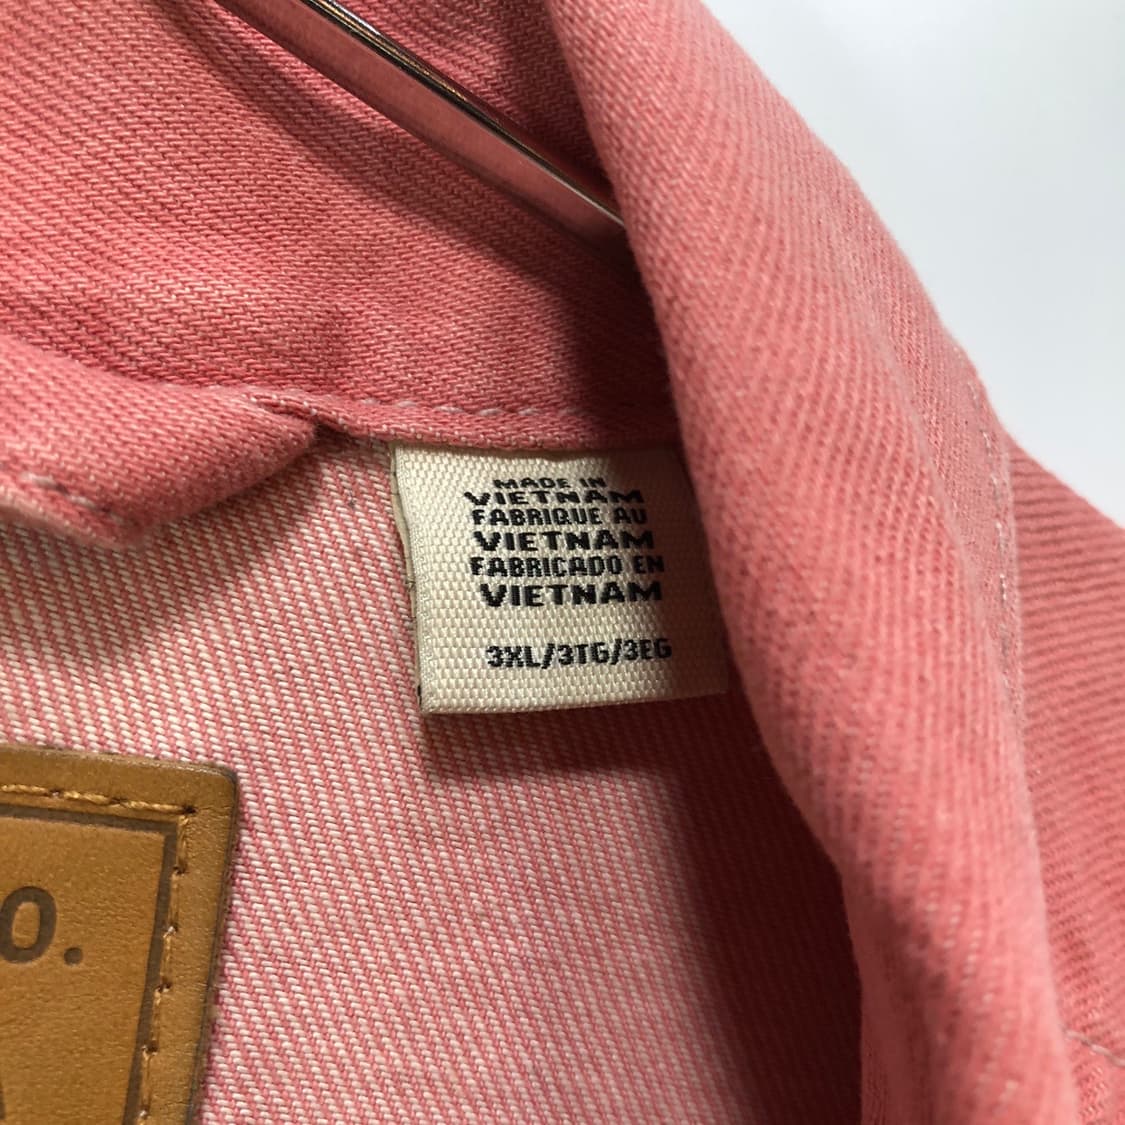 MADE IN
VIETNAM
FABRIQUE AU
VIETNAM
FABRICADO EN
VIETNAM
3XL/3TG/3EG
o.